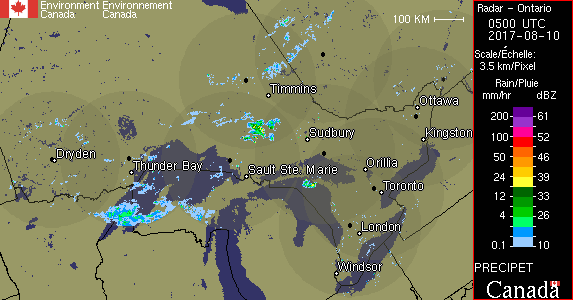 Environment Environnement
Canada Canada
100 KM
Timmins
Ottawa
Sudbury
Kingston
Dryden
Thunder Bay
Sault Ste. Marie
Orillia
Toronto
London
Windsor
Radar - Ontario
0500 UTC
2017-08-10
Scale/Échelle:
3.5 km/Pixel
Rain/Pluie
mm/hr dBZ
200 61
100 52
50 46
24 39
12 33
4 26
0.1 10
PRECIPET
Canada